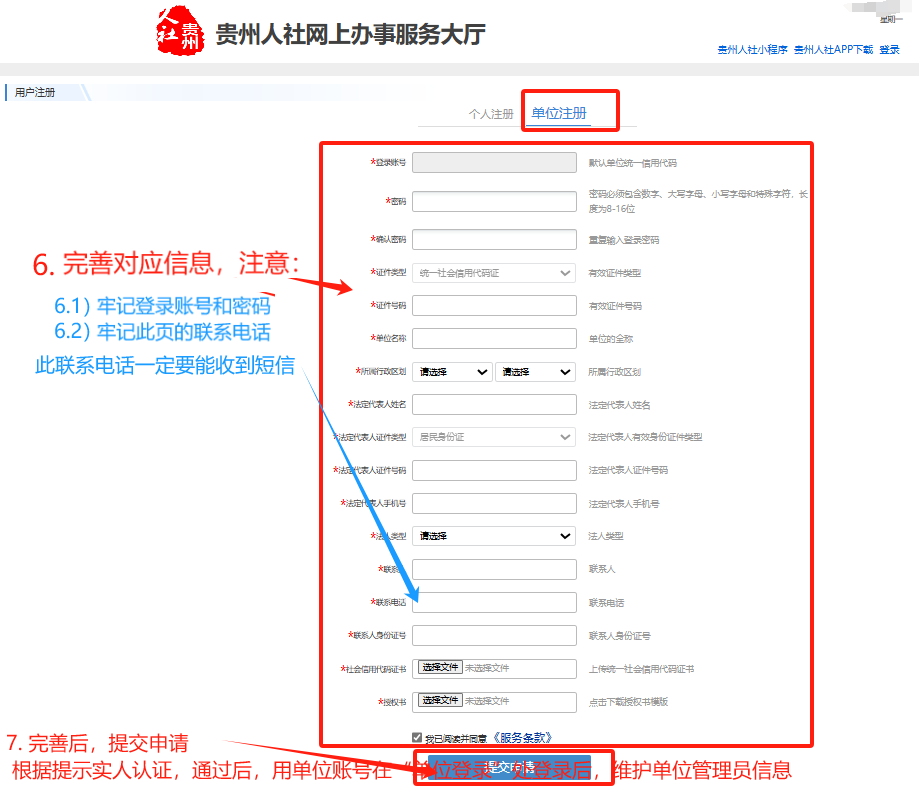 人社贵州 贵州人社网上办事服务大厅
星期一
贵州人社小程序 贵州人社APP下载 登录
用户注册
个人注册 单位注册
*登录账号 默认单位统一信用代码
*密码 密码必须包含数字、大写字母、小写字母和特殊字符，长
度为8-16位
*确认密码 重复输入登录密码
6. 完善对应信息，注意：
*证件类型 统一社会信用代码证 有效证件类型
6.1）牢记登录账号和密码
*证件号码 有效证件号码
6.2）牢记此页的联系电话
*单位名称 单位的全称
此联系电话一定要能收到短信
*所属行政区划 请选择 请选择 所属行政区划
*法定代表人姓名 法定代表人姓名
*法定代表人证件类型 居民身份证 法定代表人有效身份证件类型
*法定代表人证件号码 法定代表人证件号码
*法定代表人手机号 法定代表人手机号
*法人类型 请选择 法人类型
*联系 联系人
*联系电话 联系电话
*联系人身份证号 联系人身份证号
*社会信用代码证书 选择文件 未选择文件 上传统一社会信用代码证书
*授权书 选择文件 未选择文件 点击下载授权书模版
我已阅读并同意《服务条款》
7. 完善后，提交申请
提交申请
根据提示实人认证，通过后，用单位账号在“单位登录”处登录后，维护单位管理员信息